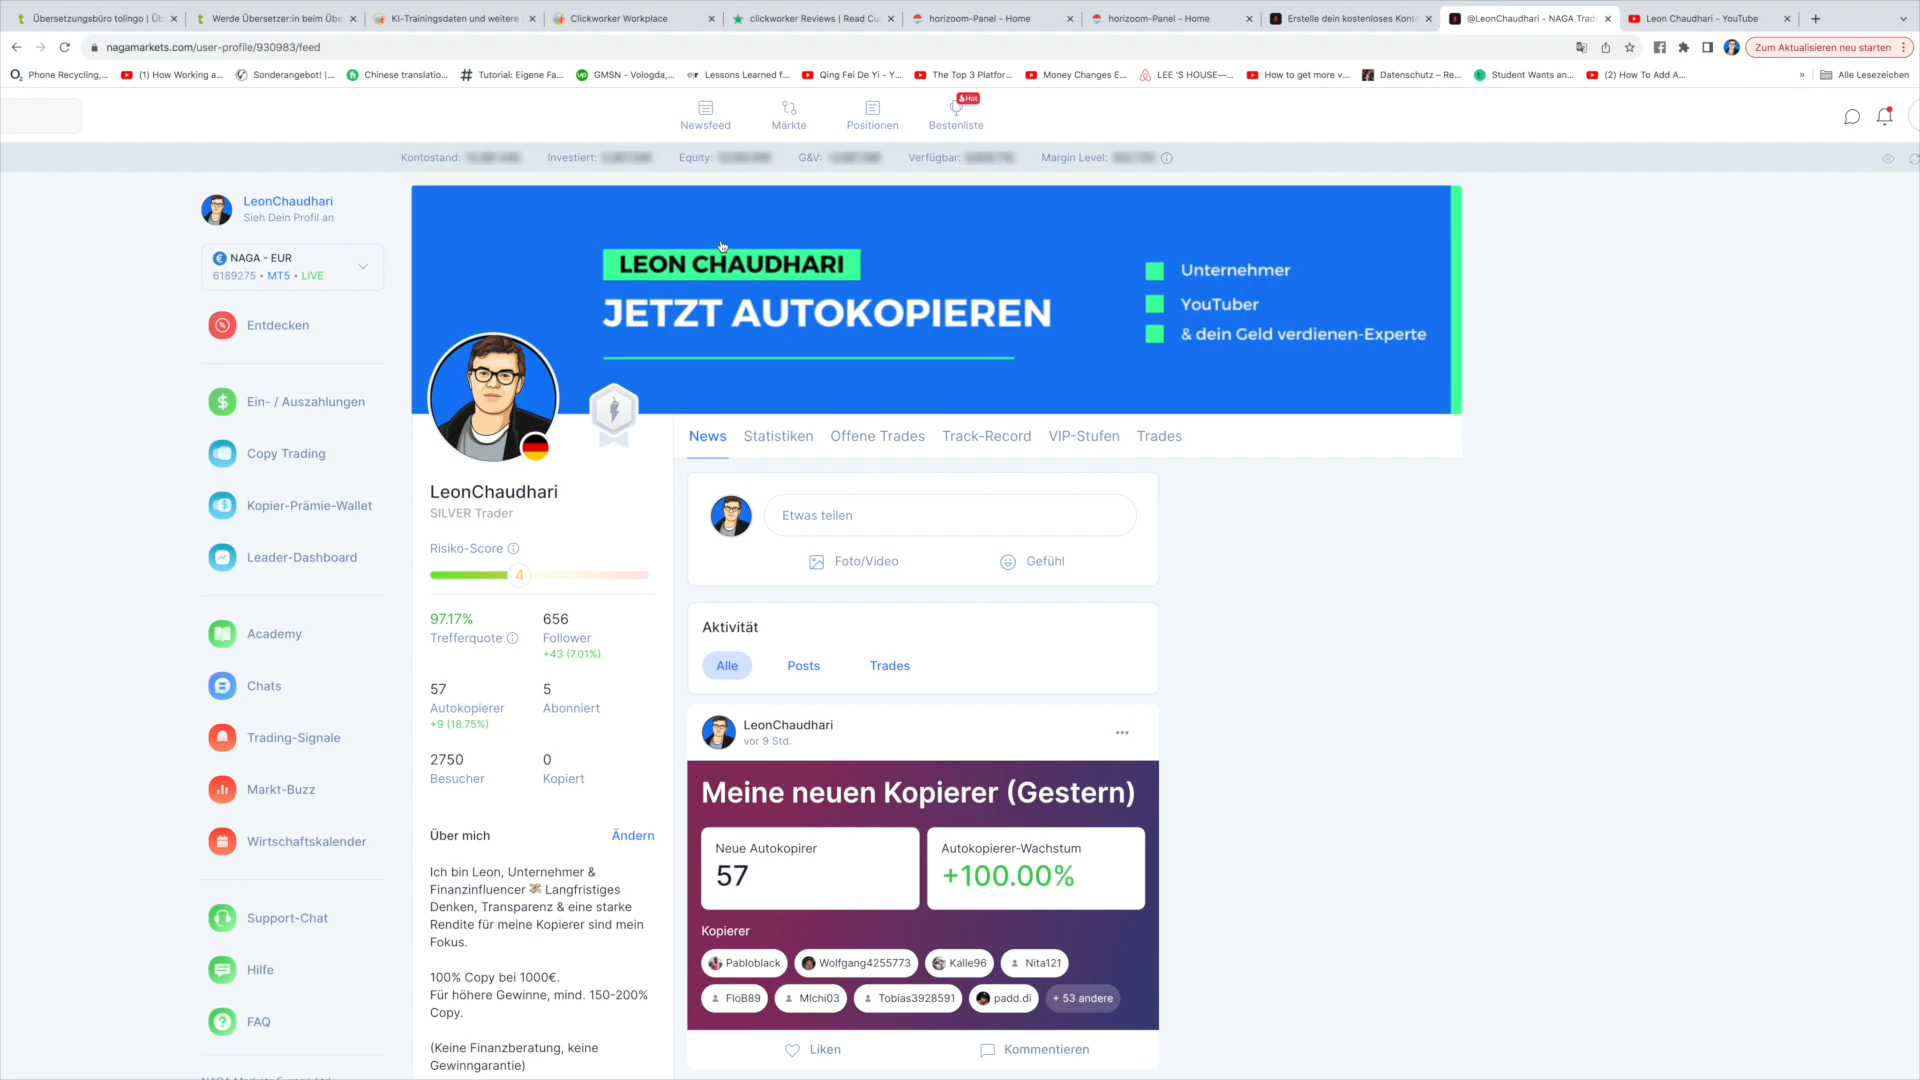 Übersetzungsbüro tolingo | Üb
Werde Übersetzer:in beim Übe
KI-Trainingsdaten und weitere
Clickworker Workplace
clickworker Reviews | Read Cu
horizoom-Panel - Home
horizoom-Panel - Home
Erstelle dein kostenloses Konto
@LeonChaudhari - NAGA Trad
Leon Chaudhari - YouTube
nagamarkets.com/user-profile/930983/feed
Zum Aktualisieren neu starten
Phone Recycling,...
(1) How Working a...
Sonderangebot! |...
Chinese translatio...
Tutorial: Eigene Fa...
GMSN - Vologda,...
Lessons Learned f...
Qing Fei De Yi - Y...
The Top 3 Platfor...
Money Changes E...
LEE 'S HOUSE—...
How to get more v...
Datenschutz – Re...
Student Wants an...
(2) How To Add A...
»
Alle Lesezeichen
Newsfeed
Märkte
Positionen
Hot
Bestenliste
Kontostand:
Investiert:
Equity:
G&V:
Verfügbar:
Margin Level:
LeonChaudhari
Sieh Dein Profil an
NAGA - EUR
6189275 • MT5 • LIVE
Entdecken
Ein- / Auszahlungen
Copy Trading
Kopier-Prämie-Wallet
Leader-Dashboard
Academy
Chats
Trading-Signale
Markt-Buzz
Wirtschaftskalender
Support-Chat
Hilfe
FAQ
LEON CHAUDHARI
JETZT AUTOKOPIEREN
Unternehmer
YouTuber
& dein Geld verdienen-Experte
LeonChaudhari
SILVER Trader
Risiko-Score
4
97.17%
Trefferquote
656
Follower
+43 (7.01%)
57
Autokopierer
+9 (18.75%)
5
Abonniert
2750
Besucher
0
Kopiert
Über mich
Ändern
Ich bin Leon, Unternehmer &
Finanzinfluencer 💸 Langfristiges
Denken, Transparenz & eine starke
Rendite für meine Kopierer sind mein
Fokus.
100% Copy bei 1000€.
Für höhere Gewinne, mind. 150-200%
Copy.
(Keine Finanzberatung, keine
Gewinngarantie)
News
Statistiken
Offene Trades
Track-Record
VIP-Stufen
Trades
Etwas teilen
Foto/Video
Gefühl
Aktivität
Alle
Posts
Trades
LeonChaudhari
vor 9 Std.
Meine neuen Kopierer (Gestern)
Neue Autokopirer
57
Autokopierer-Wachstum
+100.00%
Kopierer
Pabloblack
Wolfgang4255773
Kalle96
Nita121
FloB89
MIchi03
Tobias3928591
padd.di
+ 53 andere
Liken
Kommentieren